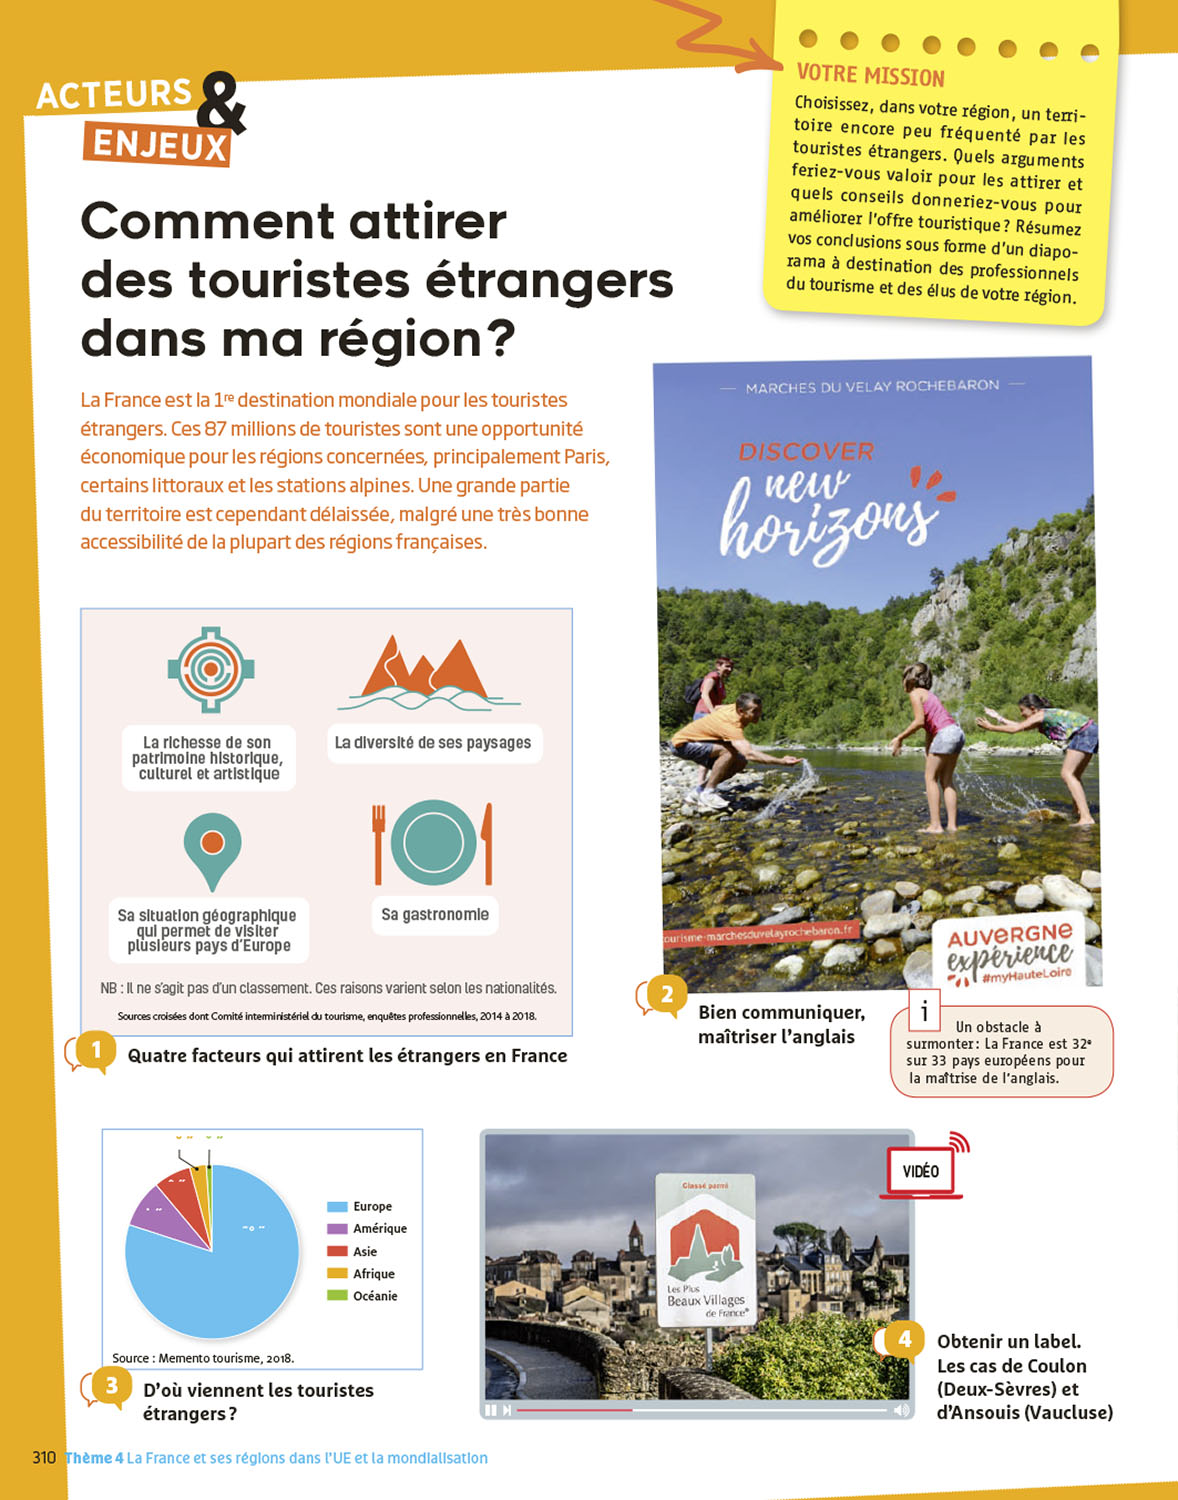 ACTEURS
&
ENJEUX
VOTRE MISSION
Choisissez, dans votre région, un terri-
toire encore peu fréquenté par les
touristes étrangers. Quels arguments
feriez-vous valoir pour les attirer et
quels conseils donneriez-vous pour
améliorer l'offre touristique ? Résumez
vos conclusions sous forme d'un diapo-
rama à destination des professionnels
du tourisme et des élus de votre région.
Comment attirer
des touristes étrangers
dans ma région ?
La France est la 1re destination mondiale pour les touristes
étrangers. Ces 87 millions de touristes sont une opportunité
économique pour les régions concernées, principalement Paris,
certains littoraux et les stations alpines. Une grande partie
du territoire est cependant délaissée, malgré une très bonne
accessibilité de la plupart des régions françaises.
La richesse de son
patrimoine historique,
culturel et artistique
La diversité de ses paysages
Sa situation géographique
qui permet de visiter
plusieurs pays d'Europe
Sa gastronomie
NB : Il ne s'agit pas d'un classement. Ces raisons varient selon les nationalités.
Sources croisées dont Comité interministériel du tourisme, enquêtes professionnelles, 2014 à 2018.
1 Quatre facteurs qui attirent les étrangers en France
— MARCHES DU VELAY ROCHEBARON —
DISCOVER
new
horizons
tourisme-marchesduvelayrochebaron.fr
AUVERGNE
expérience
#myHauteLoire
2 Bien communiquer,
maîtriser l'anglais
i
Un obstacle à
surmonter : La France est 32e
sur 33 pays européens pour
la maîtrise de l'anglais.
Europe
Amérique
Asie
Afrique
Océanie
Source : Memento tourisme, 2018.
3 D'où viennent les touristes
étrangers ?
VIDÉO
Classé parmi
Les Plus
Beaux Villages
de France®
4 Obtenir un label.
Les cas de Coulon
(Deux-Sèvres) et
d'Ansouis (Vaucluse)
310 Thème 4 La France et ses régions dans l'UE et la mondialisation